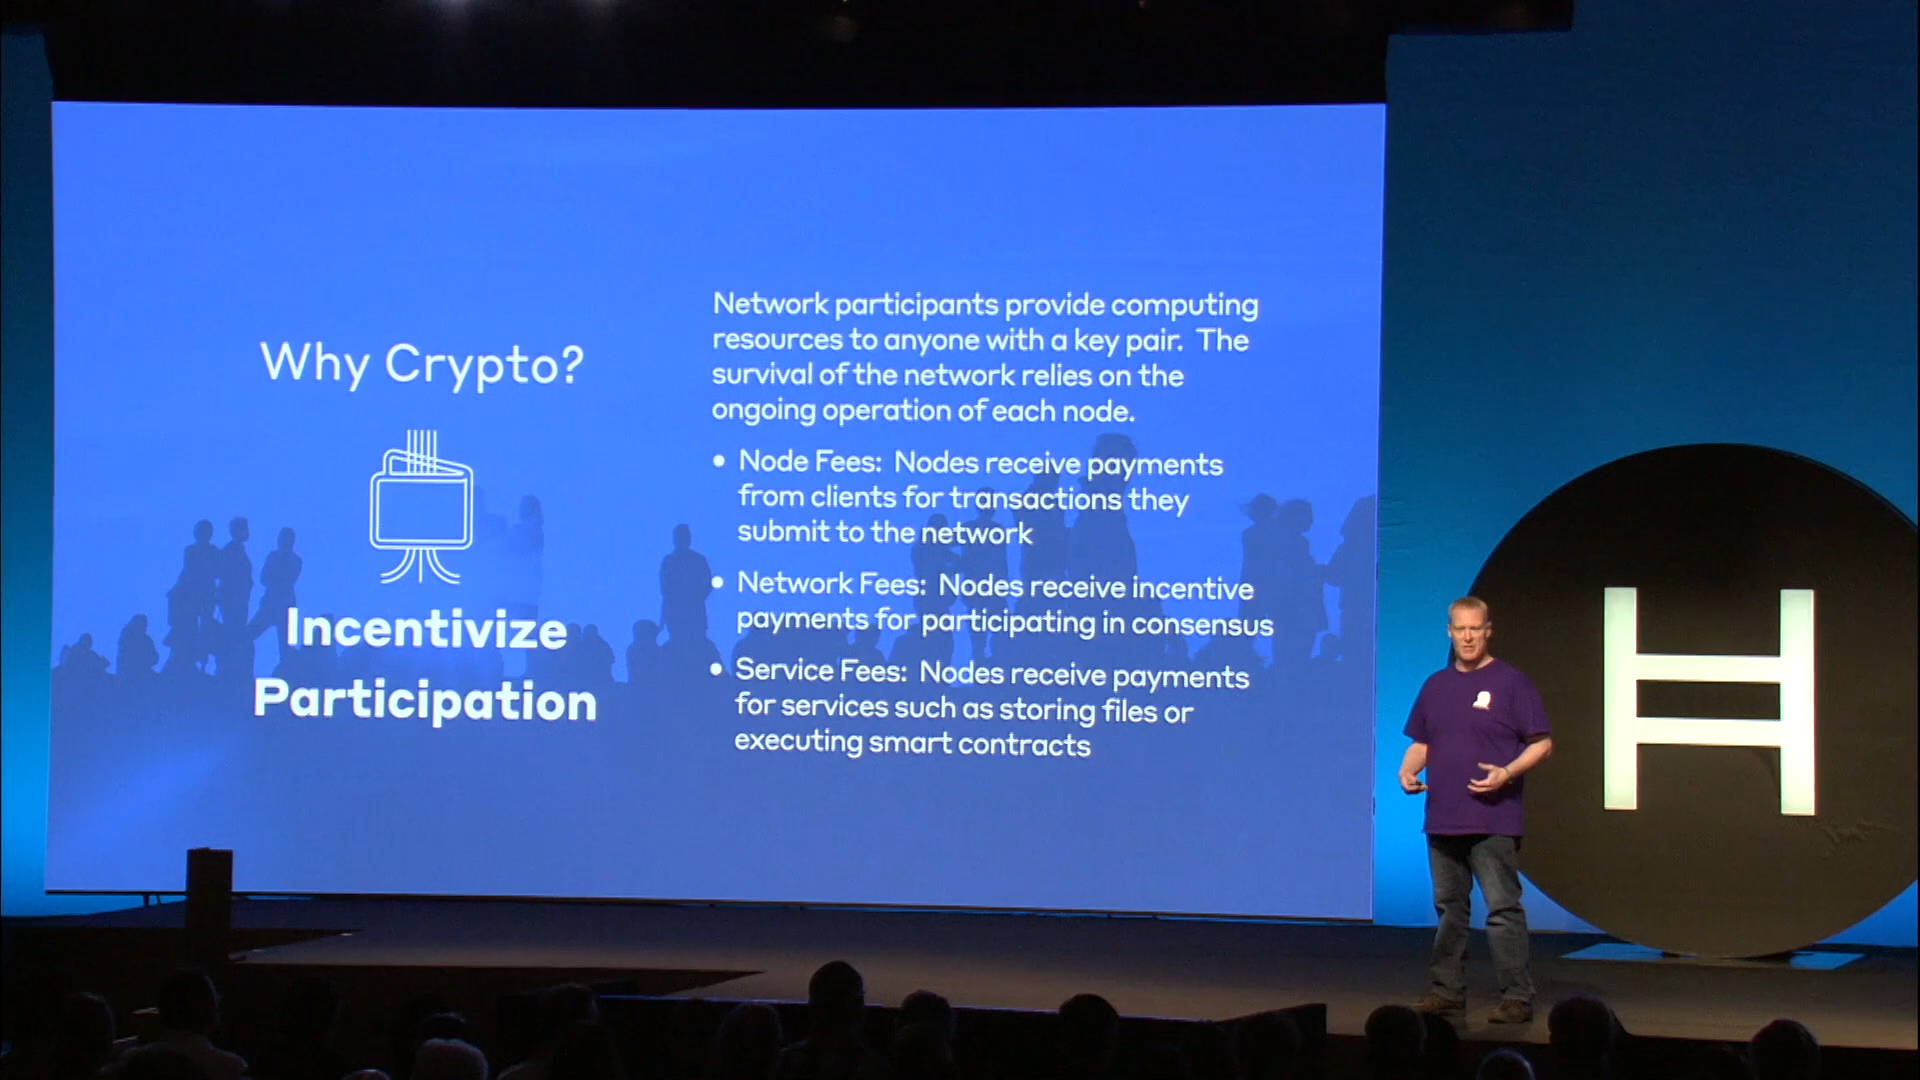 Why Crypto?
Incentivize
Participation
Network participants provide computing
resources to anyone with a key pair.  The
survival of the network relies on the
ongoing operation of each node.
• Node Fees:  Nodes receive payments
from clients for transactions they
submit to the network
• Network Fees:  Nodes receive incentive
payments for participating in consensus
• Service Fees:  Nodes receive payments
for services such as storing files or
executing smart contracts
H